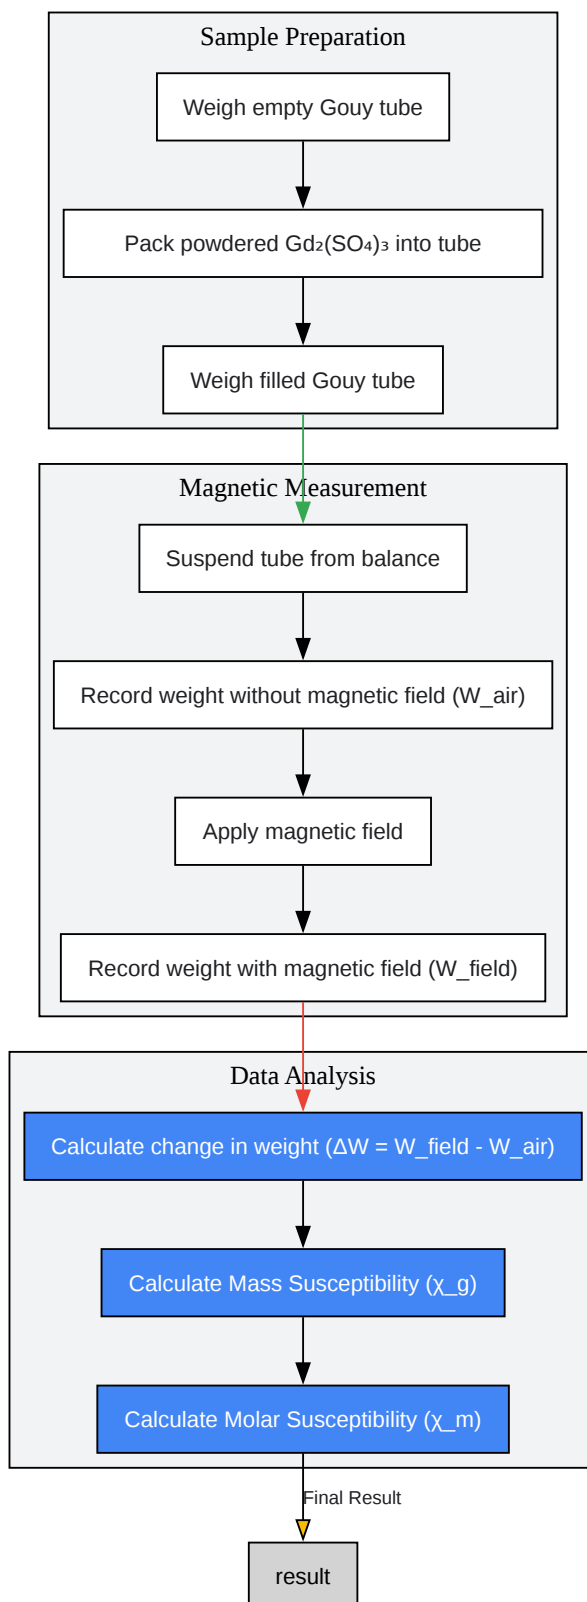 Sample Preparation
Weigh empty Gouy tube
Pack powdered Gd₂(SO₄)₃ into tube
Weigh filled Gouy tube
Magnetic Measurement
Suspend tube from balance
Record weight without magnetic field (W_air)
Apply magnetic field
Record weight with magnetic field (W_field)
Data Analysis
Calculate change in weight (ΔW = W_field - W_air)
Calculate Mass Susceptibility (χ_g)
Calculate Molar Susceptibility (χ_m)
Final Result
result